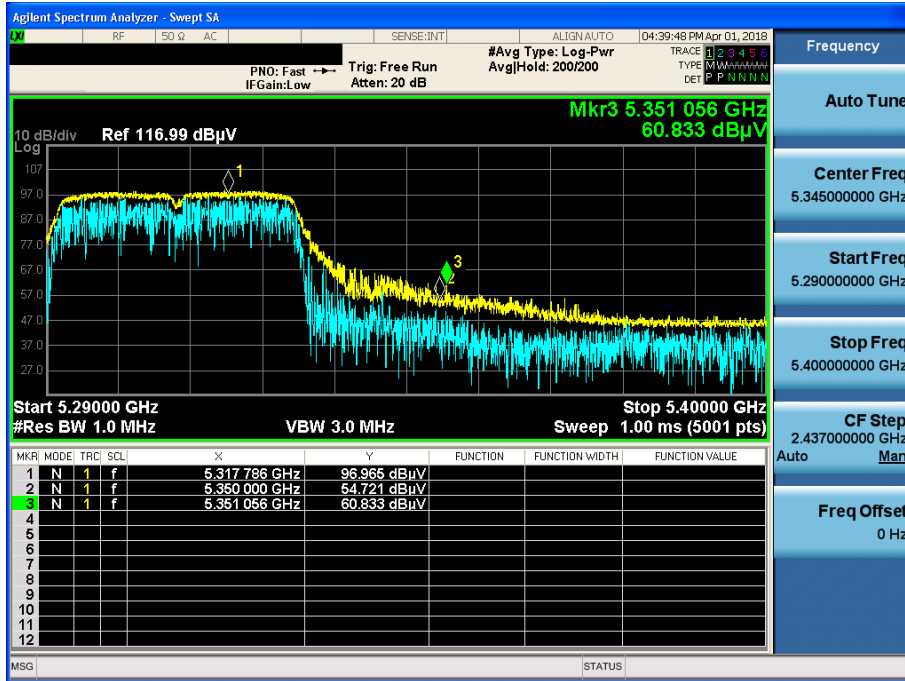 Agilent Spectrum Analyzer - Swept SA
LXI RF 50 Ω AC SENSE:INT ALIGN AUTO 04:39:48 PM Apr 01, 2018
PNO: Fast Trig: Free Run #Avg Type: Log-Pwr TRACE 1 2 3 4 5 6
IFGain:Low Atten: 20 dB Avg|Hold: 200/200 TYPE M W
DET P P N N N N
Mkr3 5.351 056 GHz
60.833 dBµV
10 dB/div Ref 116.99 dBµV
Log
107
97.0
87.0
77.0
67.0
57.0
47.0
37.0
27.0
1
3
2
Start 5.29000 GHz Stop 5.40000 GHz
#Res BW 1.0 MHz VBW 3.0 MHz Sweep 1.00 ms (5001 pts)
MKR MODE TRC SCL X Y FUNCTION FUNCTION WIDTH FUNCTION VALUE
1 N 1 f 5.317 786 GHz 96.965 dBµV
2 N 1 f 5.350 000 GHz 54.721 dBµV
3 N 1 f 5.351 056 GHz 60.833 dBµV
4
5
6
7
8
9
10
11
12
MSG STATUS
Frequency
Auto Tune
Center Freq
5.345000000 GHz
Start Freq
5.290000000 GHz
Stop Freq
5.400000000 GHz
CF Step
2.437000000 GHz
Auto Man
Freq Offset
0 Hz